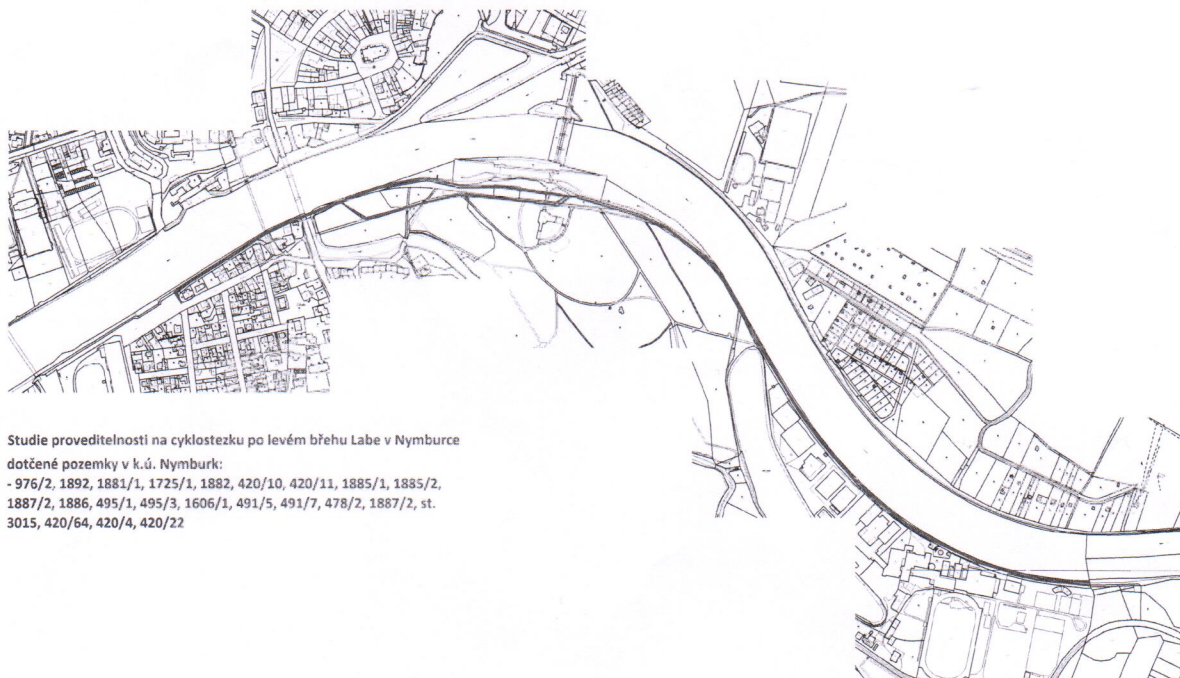 Studie proveditelnosti na cyklostezku po levém břehu Labe v Nymburce
dotčené pozemky v k.ú. Nymburk:
- 976/2, 1892, 1881/1, 1725/1, 1882, 420/10, 420/11, 1885/1, 1885/2,
1887/2, 1886, 495/1, 495/3, 1606/1, 491/5, 491/7, 478/2, 1887/2, st.
3015, 420/64, 420/4, 420/22